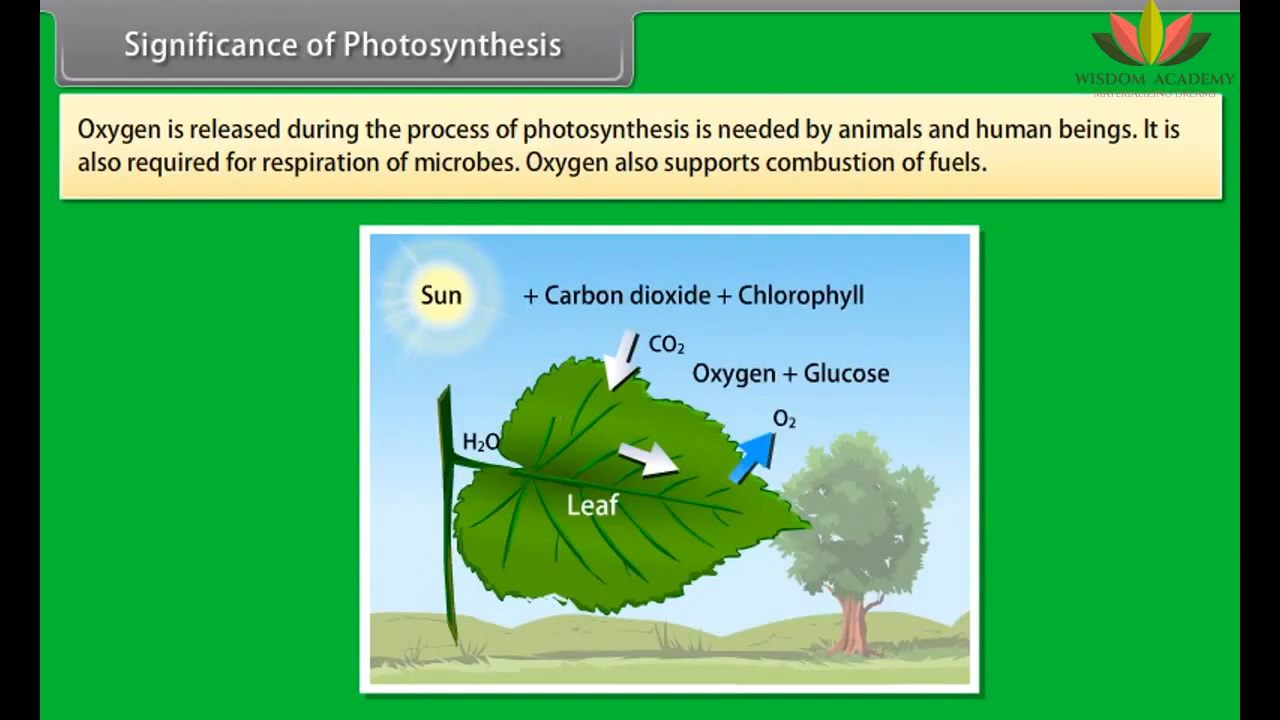 Significance of Photosynthesis
WISDOM ACADEMY
MATERIALIZING DREAMS
Oxygen is released during the process of photosynthesis is needed by animals and human beings. It is
also required for respiration of microbes. Oxygen also supports combustion of fuels.
Sun + Carbon dioxide + Chlorophyll
CO₂
Oxygen + Glucose
O₂
H₂O
Leaf